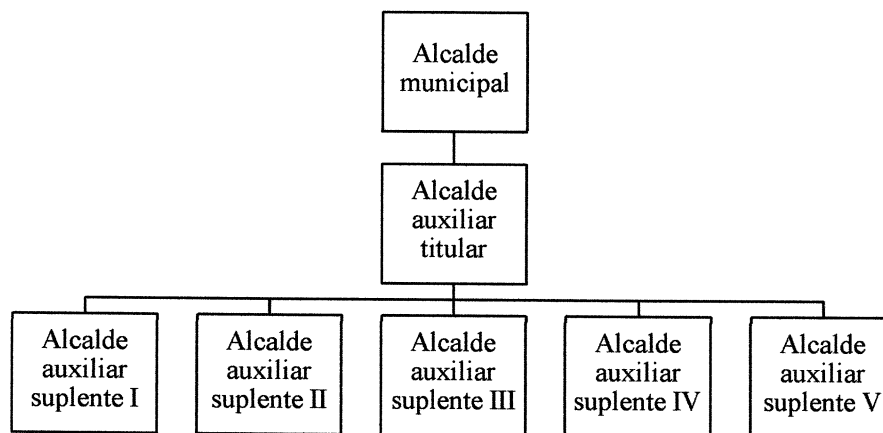 Alcalde
municipal
Alcalde
auxiliar
titular
Alcalde
auxiliar
suplente I
Alcalde
auxiliar
suplente II
Alcalde
auxiliar
suplente III
Alcalde
auxiliar
suplente IV
Alcalde
auxiliar
suplente V